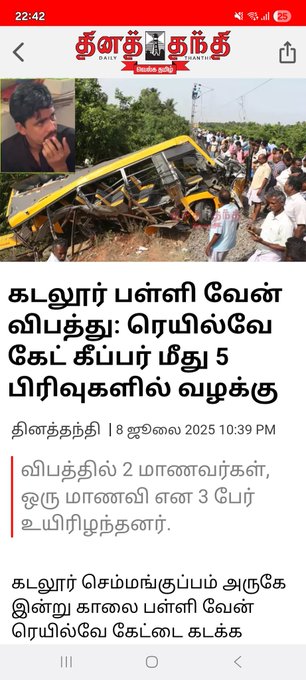 22:42
25
தினத்தந்தி
DAILY THANTHI
வெல்க தமிழ்
கடலூர் பள்ளி வேன்
விபத்து: ரெயில்வே
கேட் கீப்பர் மீது 5
பிரிவுகளில் வழக்கு
தினத்தந்தி | 8 ஜூலை 2025 10:39 PM
விபத்தில் 2 மாணவர்கள்,
ஒரு மாணவி என 3 பேர்
உயிரிழந்தனர்.
கடலூர் செம்மங்குப்பம் அருகே
இன்று காலை பள்ளி வேன்
ரெயில்வே கேட்டை கடக்க